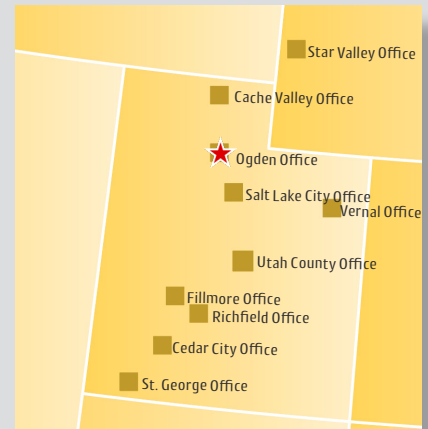 Star Valley Office
Cache Valley Office
Ogden Office
Salt Lake City Office
Vernal Office
Utah County Office
Fillmore Office
Richfield Office
Cedar City Office
St. George Office